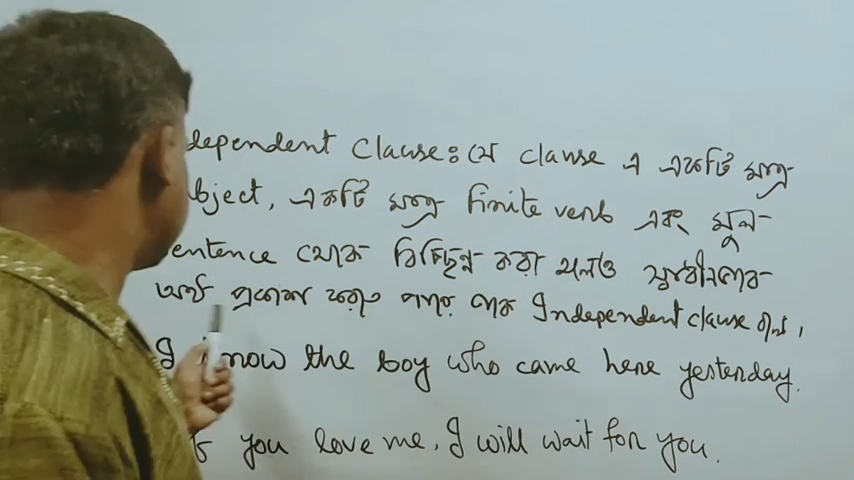 dependent Clause: যে clause এ একটি মাত্র
bject, একটি মাত্র finite verb এবং মূল
entence থেকে বিচ্ছিন্ন করা হলেও স্বাধীনভাবে
অর্থ প্রকাশ করতে পারে তাকে Independent clause বলে,
I now the boy who came here yesterday.
f you love me, I will wait for you.